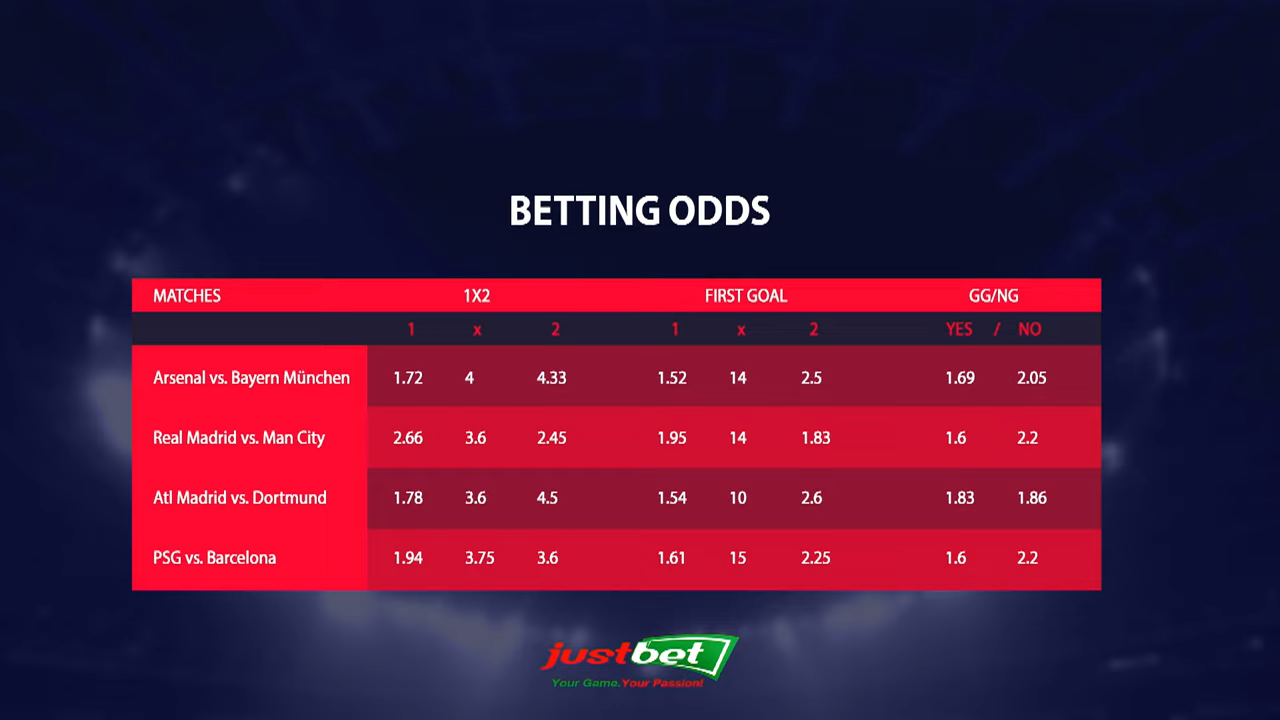 BETTING ODDS
MATCHES 1X2 FIRST GOAL GG/NG
1 x 2 1 x 2 YES / NO
Arsenal vs. Bayern München 1.72 4 4.33 1.52 14 2.5 1.69 2.05
Real Madrid vs. Man City 2.66 3.6 2.45 1.95 14 1.83 1.6 2.2
Atl Madrid vs. Dortmund 1.78 3.6 4.5 1.54 10 2.6 1.83 1.86
PSG vs. Barcelona 1.94 3.75 3.6 1.61 15 2.25 1.6 2.2
justbet
Your Game.Your Passion!